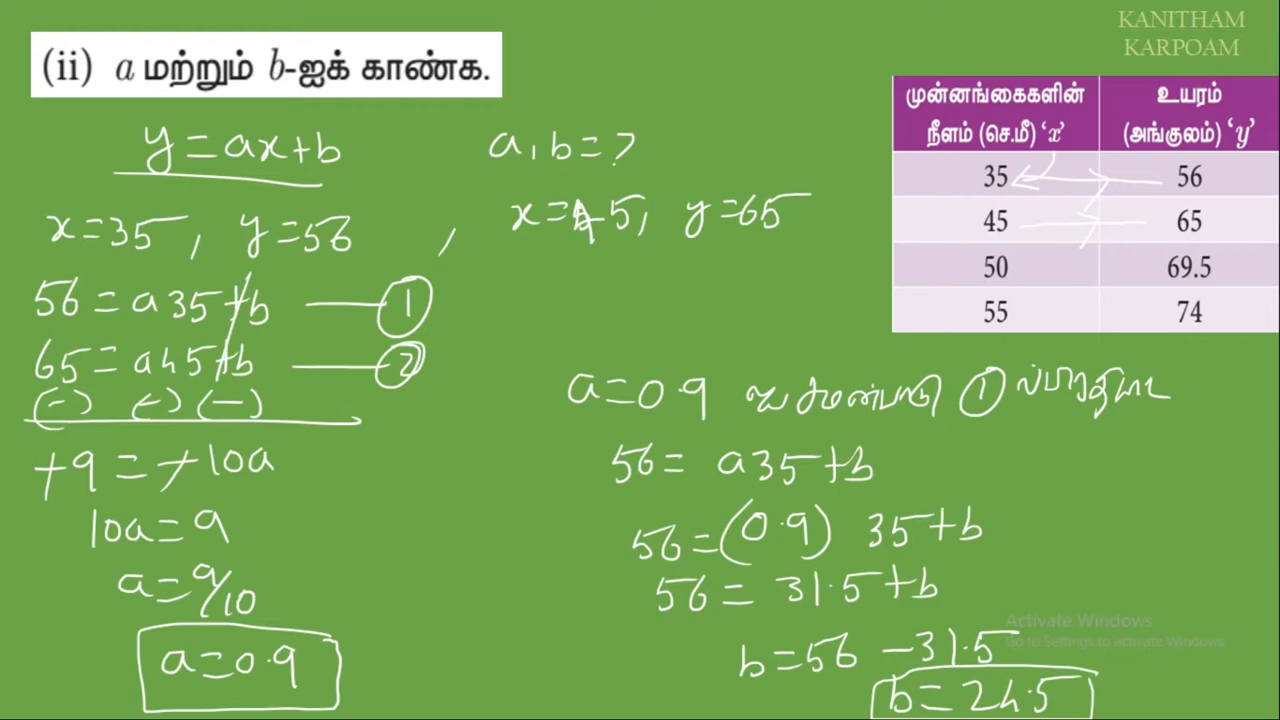 KANITHAM
KARPOAM
(ii) a மற்றும் b-ஐக் காண்க.
முன்னங்கைகளின் நீளம் (செ.மீ) ‘x’ உயரம் (அங்குலம்) ‘y’
35 56
45 65
50 69.5
55 74
y=ax+b
a, b=?
x=35, y=56 , x=45, y=65
56=a35+b 1
65=a45+b 2
(-) (-) (-)
+9=+10a
10a=9
a=9/10
a=0.9
a=0.9 ஐ சமன்பாடு 1 ல் பிரதியிட
56= a35+b
56=(0.9) 35+b
56= 31.5+b
b=56 -31.5
b=24.5
Activate Windows
Go to Settings to activate Windows